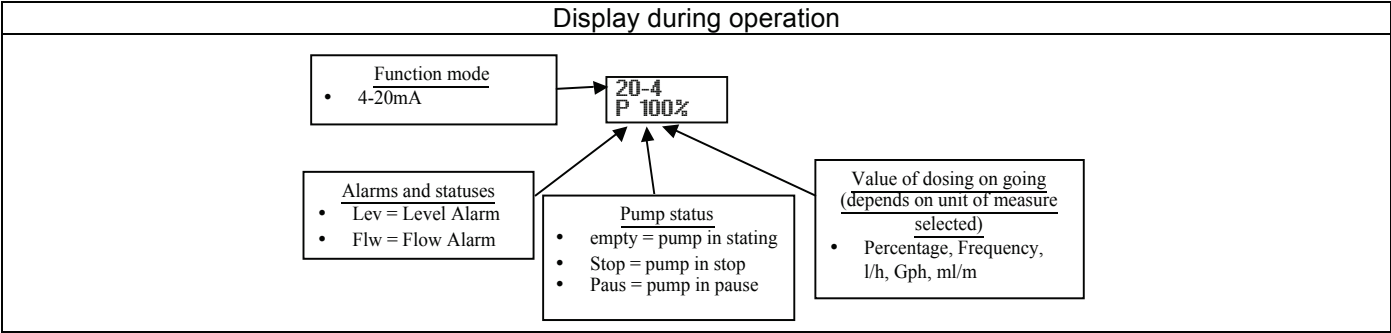 Display during operation
Function mode
• 4-20mA
20-4
P 100%
Alarms and statuses
• Lev = Level Alarm
• Flw = Flow Alarm
Pump status
• empty = pump in stating
• Stop = pump in stop
• Paus = pump in pause
Value of dosing on going
(depends on unit of measure
selected)
• Percentage, Frequency,
l/h, Gph, ml/m